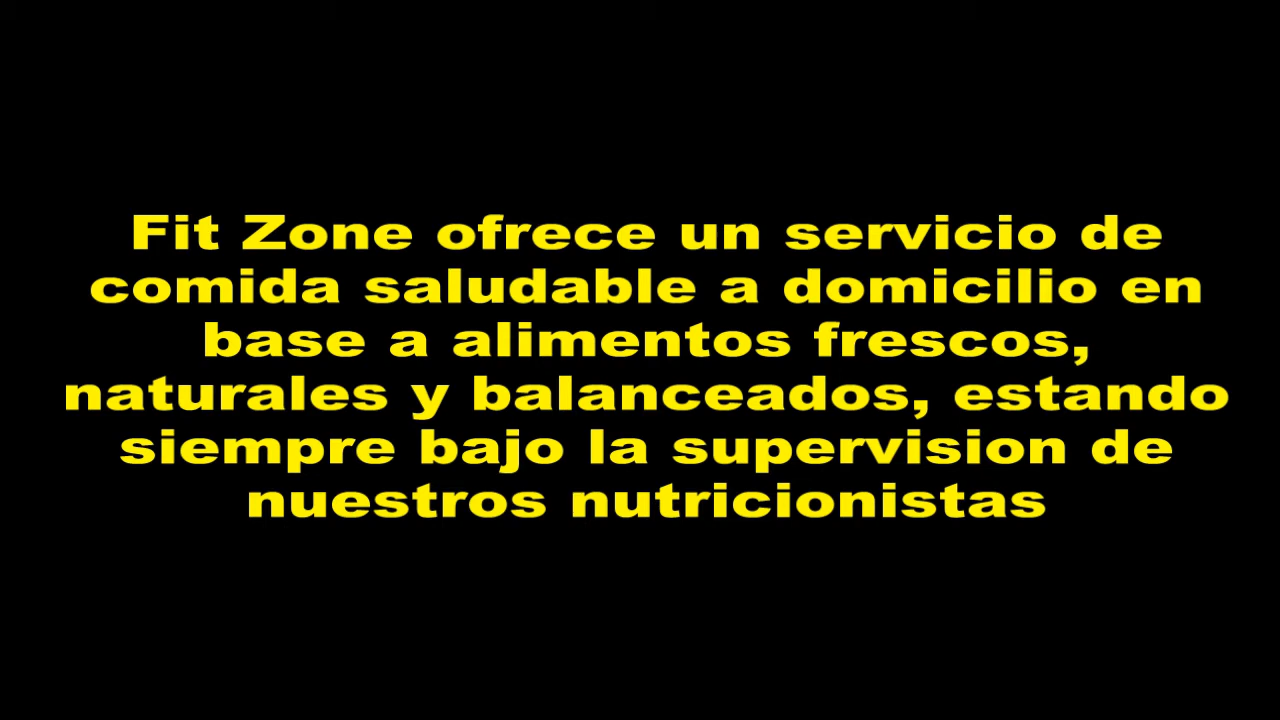 Fit Zone ofrece un servicio de
comida saludable a domicilio en
base a alimentos frescos,
naturales y balanceados, estando
siempre bajo la supervision de
nuestros nutricionistas